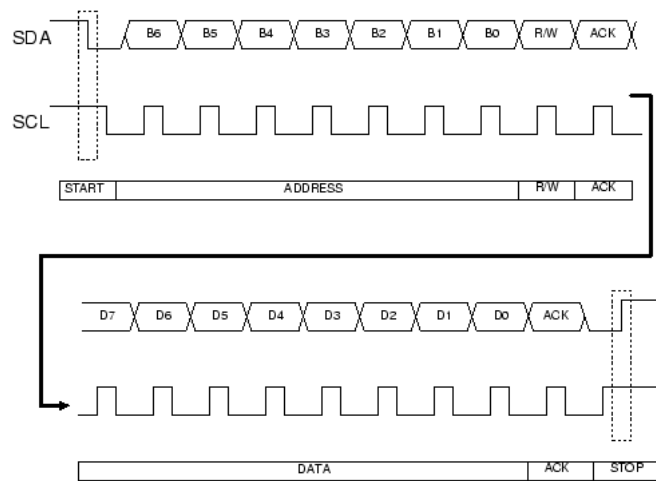 SDA B6 B5 B4 B3 B2 B1 B0 R/W ACK
SCL
START ADDRESS R/W ACK
D7 D6 D5 D4 D3 D2 D1 D0 ACK
DATA ACK STOP